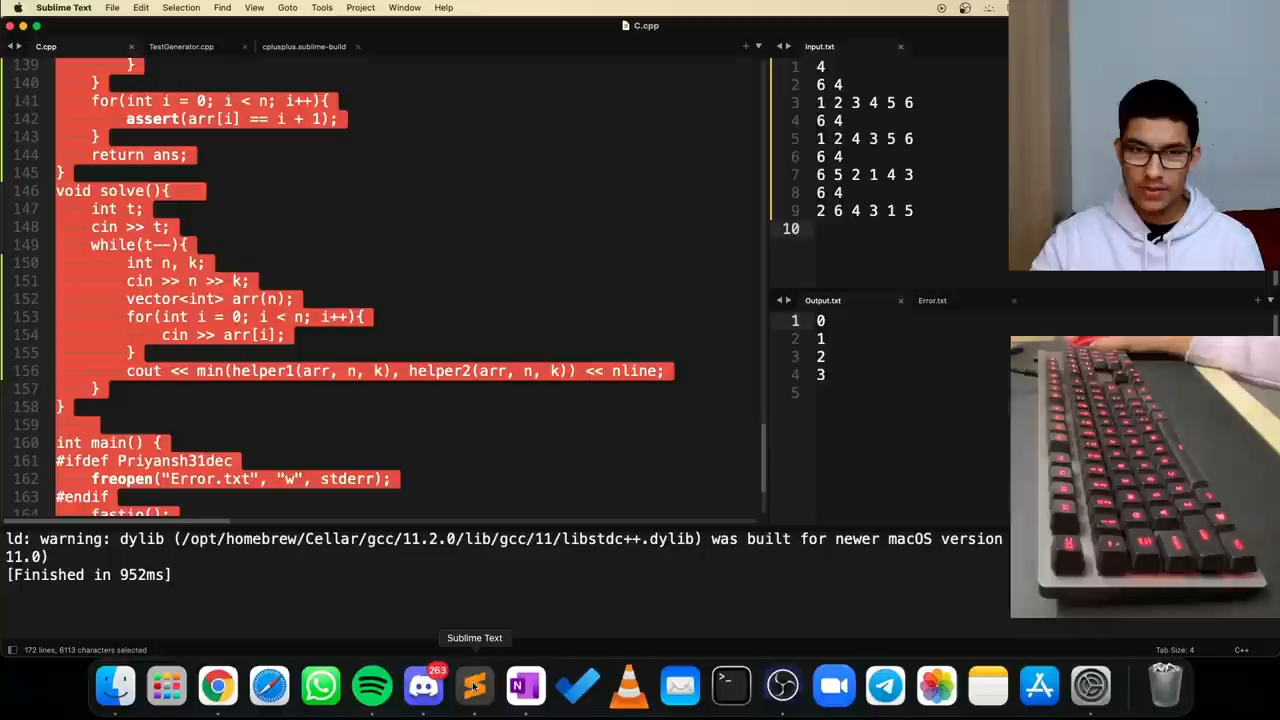 Sublime Text File Edit Selection Find View Goto Tools Project Window Help
C.cpp
C.cpp TestGenerator.cpp cplusplus.sublime-build
139 }
140 }
141 for(int i = 0; i < n; i++){
142 assert(arr[i] == i + 1);
143 }
144 return ans;
145 }
146 void solve(){
147 int t;
148 cin >> t;
149 while(t--){
150 int n, k;
151 cin >> n >> k;
152 vector<int> arr(n);
153 for(int i = 0; i < n; i++){
154 cin >> arr[i];
155 }
156 cout << min(helper1(arr, n, k), helper2(arr, n, k)) << nline;
157 }
158 }
159
160 int main() {
161 #ifdef Priyansh31dec
162 freopen("Error.txt", "w", stderr);
163 #endif
164 fastio();
Input.txt
1 4
2 6 4
3 1 2 3 4 5 6
4 6 4
5 1 2 4 3 5 6
6 6 4
7 6 5 2 1 4 3
8 6 4
9 2 6 4 3 1 5
10
Output.txt Error.txt
1 0
2 1
3 2
4 3
5
ld: warning: dylib (/opt/homebrew/Cellar/gcc/11.2.0/lib/gcc/11/libstdc++.dylib) was built for newer macOS version
11.0)
[Finished in 952ms]
Sublime Text
172 lines, 6113 characters selected
Tab Size: 4 C++
263